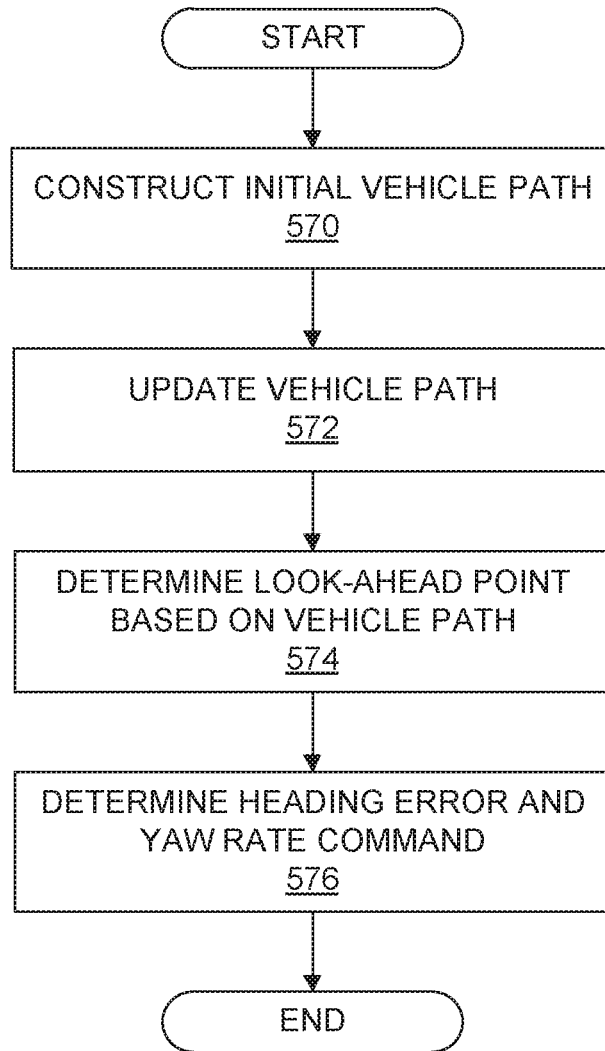 START
CONSTRUCT INITIAL VEHICLE PATH
570
UPDATE VEHICLE PATH
572
DETERMINE LOOK-AHEAD POINT
BASED ON VEHICLE PATH
574
DETERMINE HEADING ERROR AND
YAW RATE COMMAND
576
END